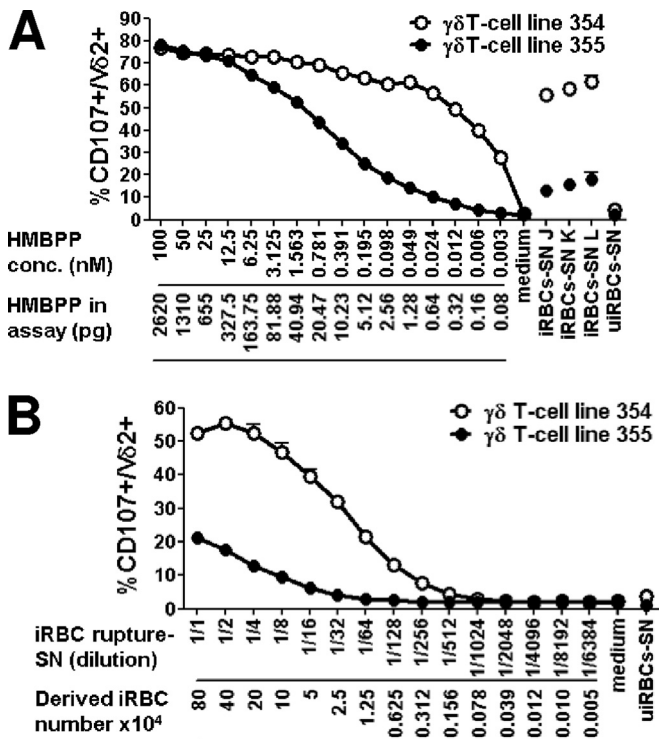 A
γδT-cell line 354
γδT-cell line 355
% CD107+/Vδ2+
90
80
70
60
50
40
30
20
10
0
HMBPP conc. (nM)
100 50 25 12.5 6.25 3.125 1.563 0.781 0.391 0.195 0.098 0.049 0.024 0.012 0.006 0.003 medium iRBCs-SN J iRBCs-SN K iRBCs-SN L uiRBCs-SN
HMBPP in assay (pg)
2620 1310 655 327.5 163.75 81.88 40.94 20.47 10.23 5.12 2.56 1.28 0.64 0.32 0.16 0.08
B
γδ T-cell line 354
γδ T-cell line 355
% CD107+/Vδ2+
60
50
40
30
20
10
0
iRBC rupture-SN (dilution)
1/1 1/2 1/4 1/8 1/16 1/32 1/64 1/128 1/256 1/512 1/1024 1/2048 1/4096 1/8192 1/6384 medium uiRBCs-SN
Derived iRBC number x10⁴
80 40 20 10 5 2.5 1.25 0.625 0.312 0.156 0.078 0.039 0.012 0.010 0.005